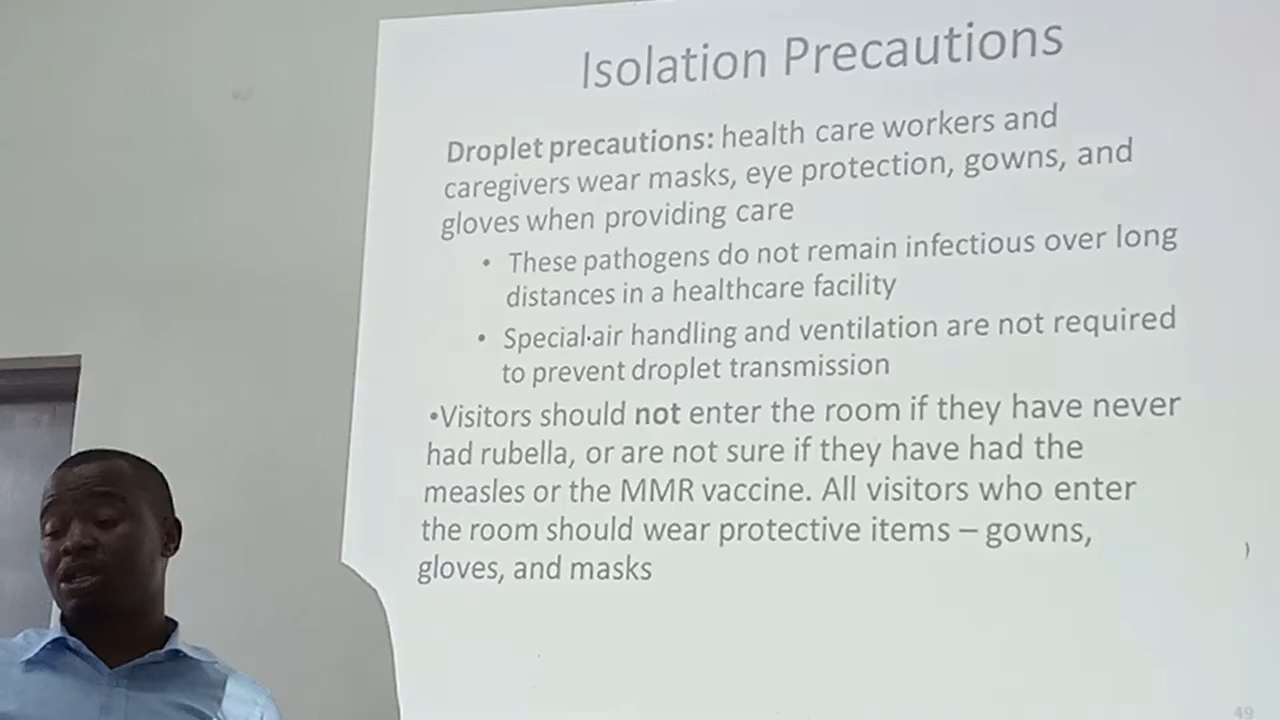 Isolation Precautions
Droplet precautions: health care workers and
caregivers wear masks, eye protection, gowns, and
gloves when providing care
• These pathogens do not remain infectious over long
distances in a healthcare facility
• Special air handling and ventilation are not required
to prevent droplet transmission
•Visitors should not enter the room if they have never
had rubella, or are not sure if they have had the
measles or the MMR vaccine. All visitors who enter
the room should wear protective items – gowns,
gloves, and masks
49